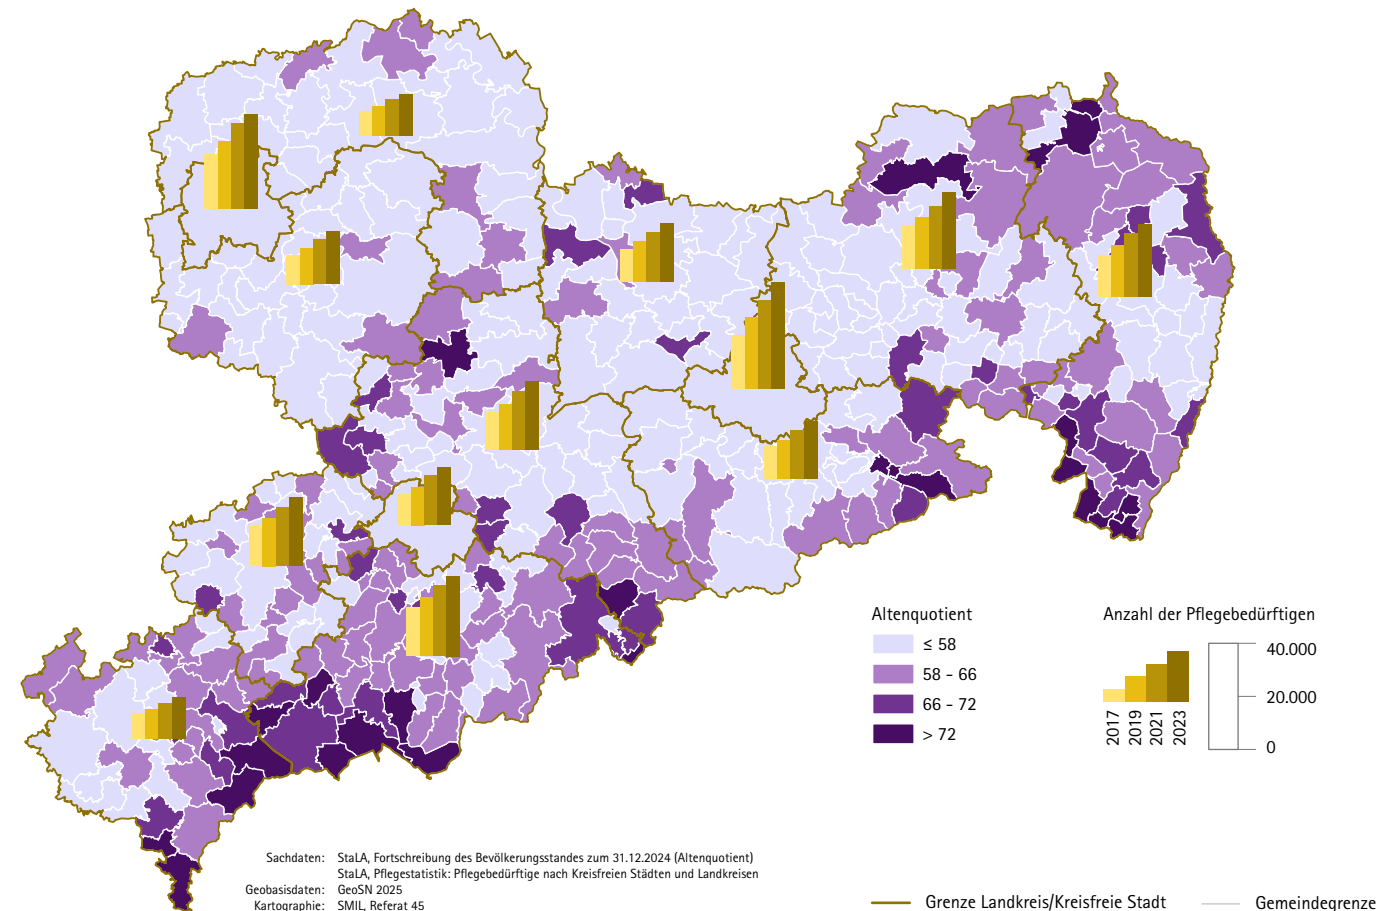 Altenquotient
≤ 58
58 - 66
66 - 72
> 72
Anzahl der Pflegebedürftigen
2017
2019
2021
2023
40.000
20.000
0
Sachdaten: StaLA, Fortschreibung des Bevölkerungsstandes zum 31.12.2024 (Altenquotient)
StaLA, Pflegestatistik: Pflegebedürftige nach Kreisfreien Städten und Landkreisen
Geobasisdaten: GeoSN 2025
Kartographie: SMIL, Referat 45
Grenze Landkreis/Kreisfreie Stadt
Gemeindegrenze